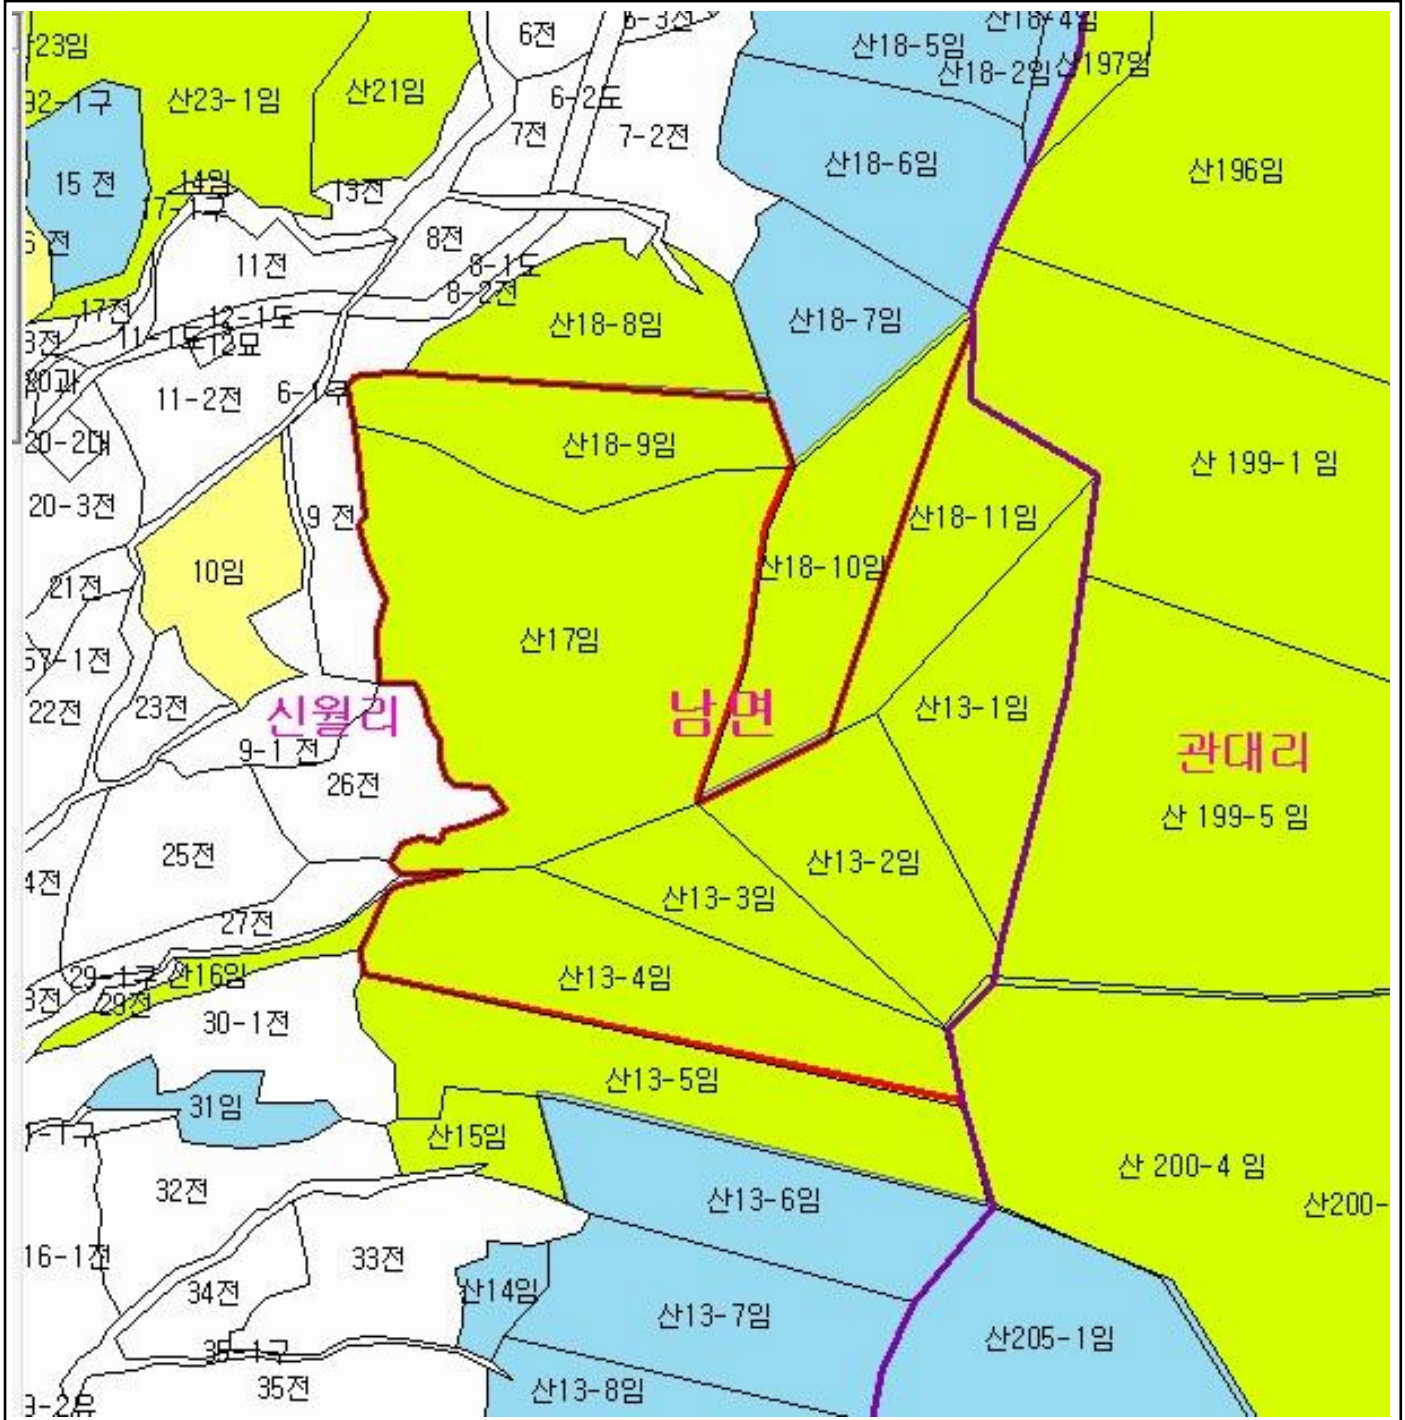 6전
6-3전
산18-4임
23임
산18-5임
산18-2임
산197임
산21임
산23-1임
6-2도
92-1구
7전
7-2전
산18-6임
산196임
15 전
14임
13전
17-1구
6 전
8전
11전
8-1도
8-2전
17전
12-1도
산18-8임
산18-7임
11-1도
12묘
20과
6-1구
11-2전
20-2대
산18-9임
산 199-1 임
20-3전
9 전
산18-11임
10임
산18-10임
21전
산17임
57-1전
22전
23전
신월리
남면
산13-1임
9-1 전
관대리
26전
산 199-5 임
25전
산13-2임
4전
산13-3임
27전
29-1구
산16임
산13-4임
29전
30-1전
산13-5임
31임
산15임
산 200-4 임
32전
산13-6임
산200-
16-1전
33전
34전
산14임
산13-7임
산205-1임
35-1구
35전
산13-8임
9-2유